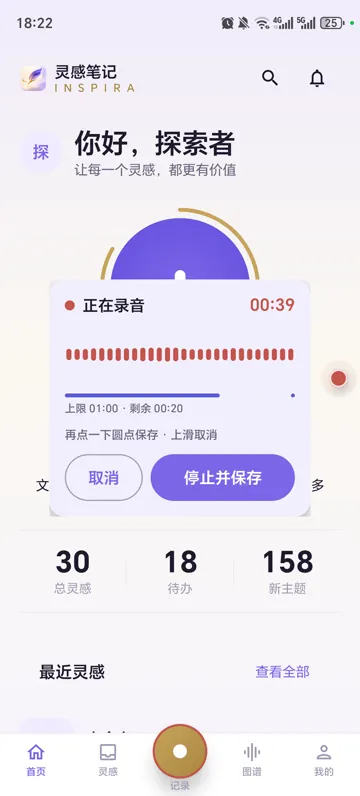 18:22
4G
5G
25
灵感笔记
INSPIRA
探
你好，探索者
让每一个灵感，都更有价值
正在录音
00:39
上限 01:00 · 剩余 00:20
再点一下圆点保存 · 上滑取消
取消
停止并保存
文
多
30
18
158
总灵感
待办
新主题
最近灵感
查看全部
首页
灵感
记录
图谱
我的